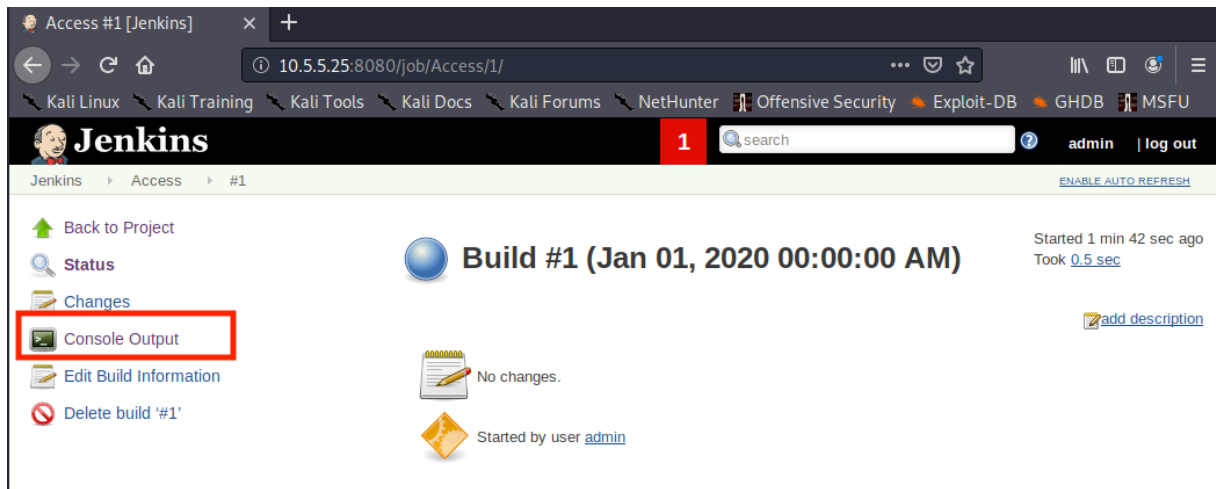 Access #1 [Jenkins]
10.5.5.25:8080/job/Access/1/
Kali Linux Kali Training Kali Tools Kali Docs Kali Forums NetHunter Offensive Security Exploit-DB GHDB MSFU
Jenkins 1 search admin | log out
Jenkins Access #1 ENABLE AUTO REFRESH
Back to Project
Status
Changes
Console Output
Edit Build Information
Delete build ‘#1’
Build #1 (Jan 01, 2020 00:00:00 AM)
Started 1 min 42 sec ago
Took 0.5 sec
add description
No changes.
Started by user admin